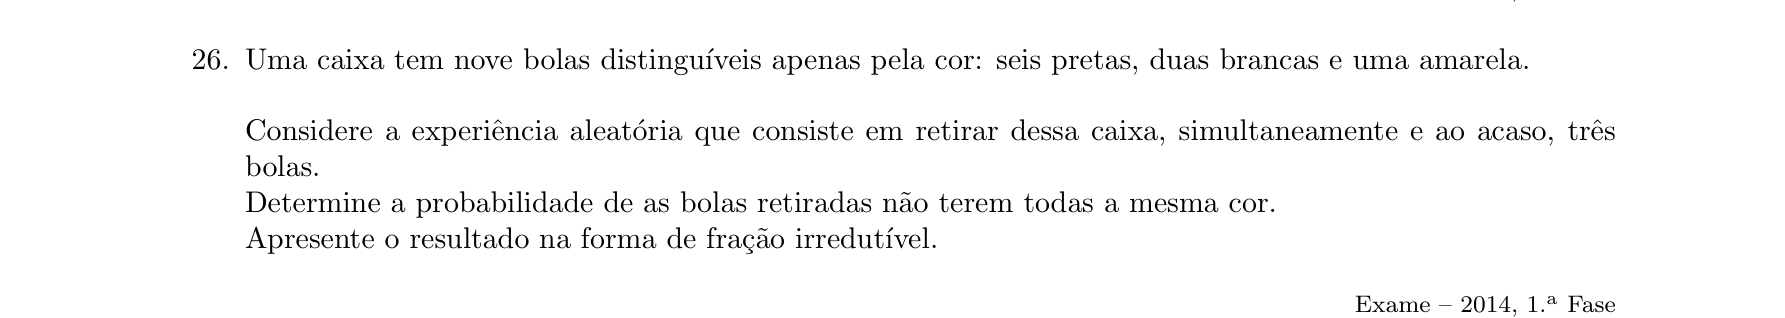 26. Uma caixa tem nove bolas distinguíveis apenas pela cor: seis pretas, duas brancas e uma amarela.
Considere a experiência aleatória que consiste em retirar dessa caixa, simultaneamente e ao acaso, três
bolas.
Determine a probabilidade de as bolas retiradas não terem todas a mesma cor.
Apresente o resultado na forma de fração irredutível.
Exame – 2014, 1.ª Fase